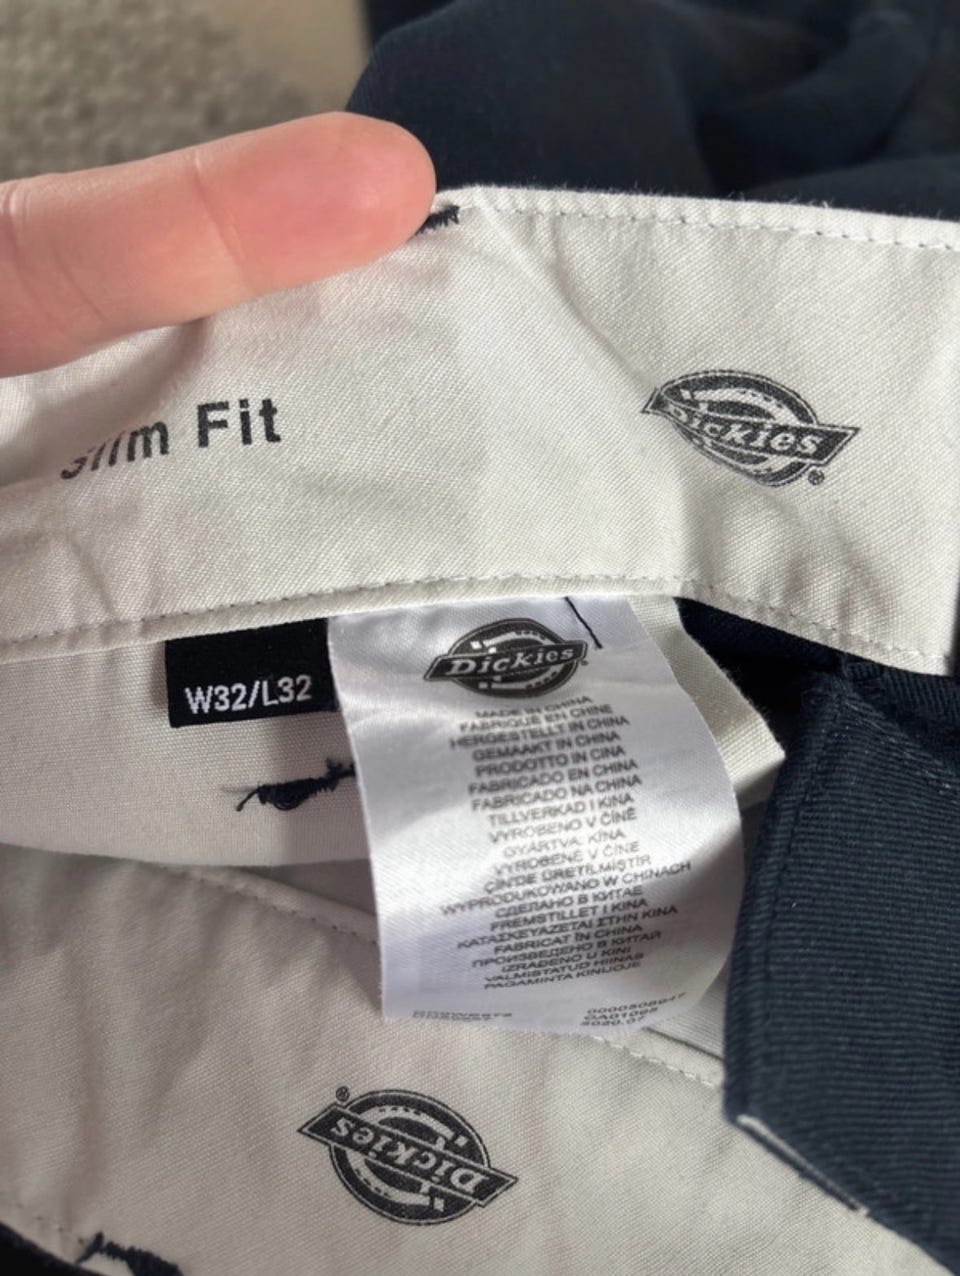 Slim Fit
Dickies
®
W32/L32
Dickies
MADE IN CHINA
FABRIQUÉ EN CHINE
HERGESTELLT IN CHINA
GEMAAKT IN CHINA
PRODOTTO IN CINA
FABRICADO EN CHINA
FABRICADO NA CHINA
TILLVERKAD I KINA
VYROBENO V ČÍNĚ
GYÁRTVA: KÍNA
VYROBENÉ V ČÍNE
ÇİN'DE ÜRETİLMİŞTİR
WYPRODUKOWANO W CHINACH
СДЕЛАНО В КИТАЕ
FREMSTILLET I KINA
ΚΑΤΑΣΚΕΥΑΖΕΤΑΙ ΣΤΗΝ ΚΙΝΑ
FABRICAT ÎN CHINA
ПРОИЗВЕДЕНО В КИТАЙ
IZRAĐENO U KINI
VALMISTATUD HIINAS
PAGAMINTA KINIJOJE
2020.07
®
Dickies